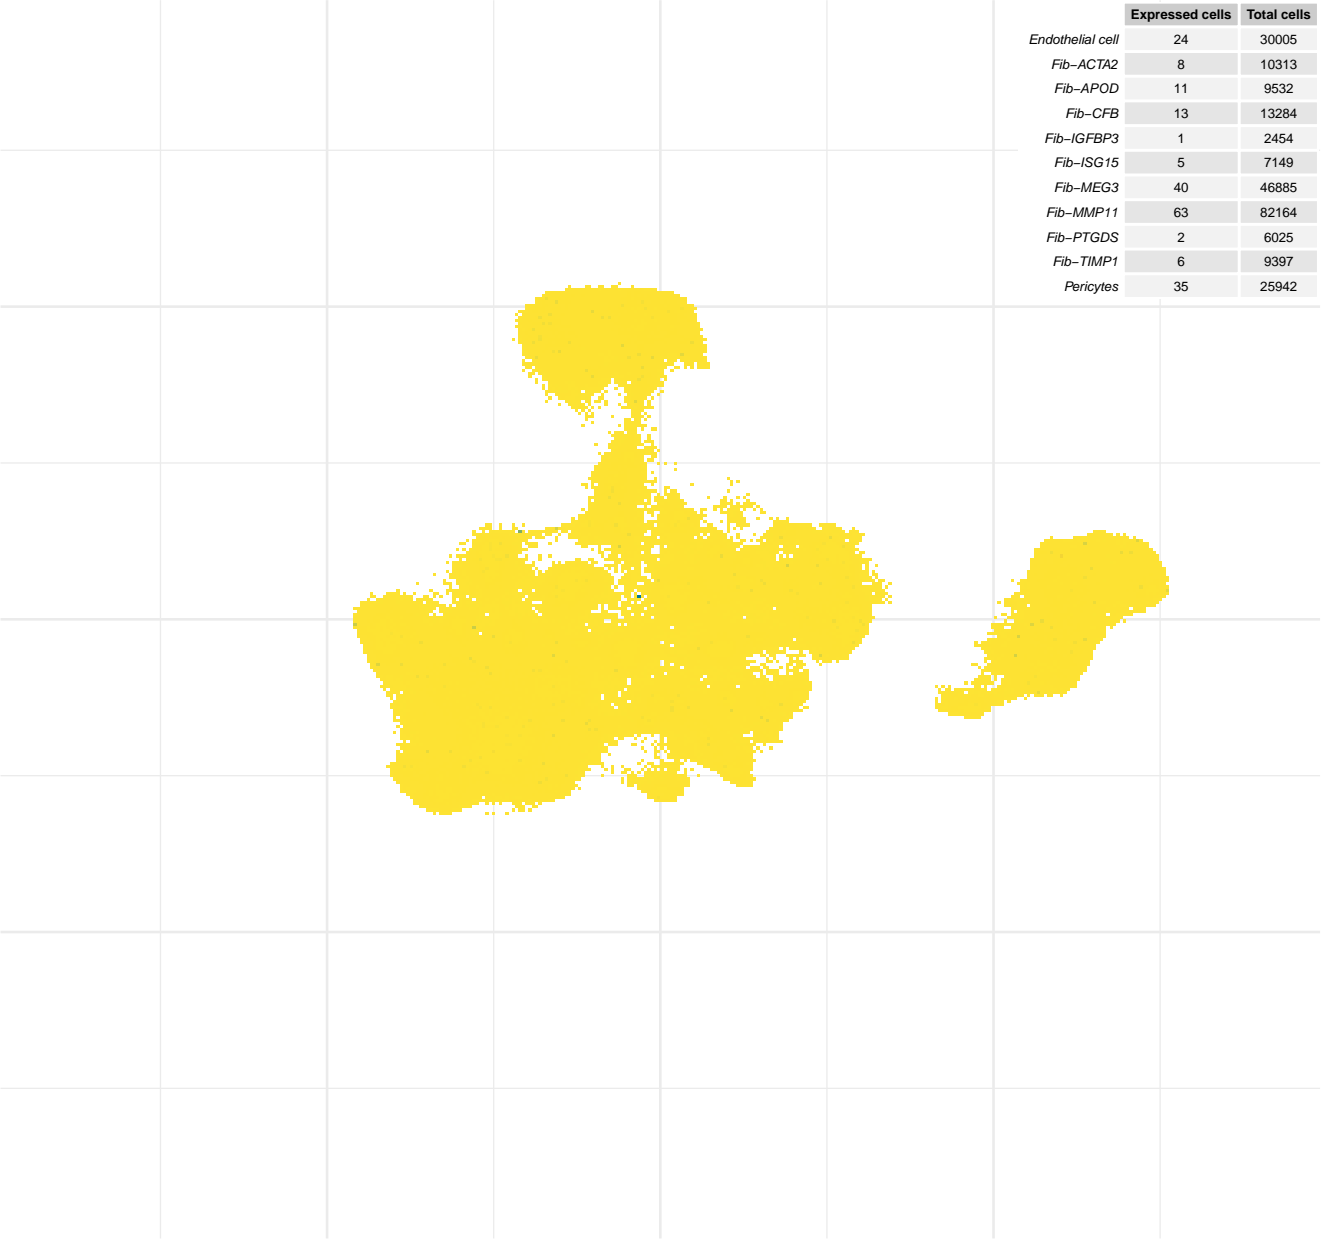 Expressed cells Total cells
Endothelial cell 24 30005
Fib−ACTA2 8 10313
Fib−APOD 11 9532
Fib−CFB 13 13284
Fib−IGFBP3 1 2454
Fib−ISG15 5 7149
Fib−MEG3 40 46885
Fib−MMP11 63 82164
Fib−PTGDS 2 6025
Fib−TIMP1 6 9397
Pericytes 35 25942